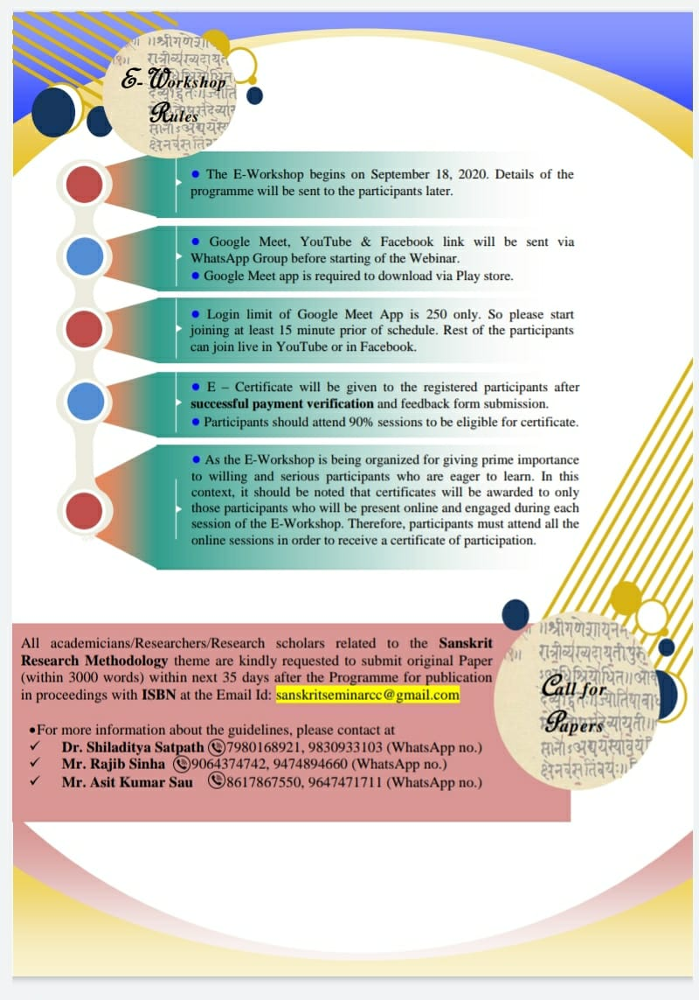 E- Workshop
Rules
● The E-Workshop begins on September 18, 2020. Details of the
programme will be sent to the participants later.
● Google Meet, YouTube & Facebook link will be sent via
WhatsApp Group before starting of the Webinar.
● Google Meet app is required to download via Play store.
● Login limit of Google Meet App is 250 only. So please start
joining at least 15 minute prior of schedule. Rest of the participants
can join live in YouTube or in Facebook.
● E – Certificate will be given to the registered participants after
successful payment verification and feedback form submission.
● Participants should attend 90% sessions to be eligible for certificate.
● As the E-Workshop is being organized for giving prime importance
to willing and serious participants who are eager to learn. In this
context, it should be noted that certificates will be awarded to only
those participants who will be present online and engaged during each
session of the E-Workshop. Therefore, participants must attend all the
online sessions in order to receive a certificate of participation.
All academicians/Researchers/Research scholars related to the Sanskrit
Research Methodology theme are kindly requested to submit original Paper
(within 3000 words) within next 35 days after the Programme for publication
in proceedings with ISBN at the Email Id: sanskritseminarcc@gmail.com
Call for
Papers
●For more information about the guidelines, please contact at
✓ Dr. Shiladitya Satpath 7980168921, 9830933103 (WhatsApp no.)
✓ Mr. Rajib Sinha 9064374742, 9474894660 (WhatsApp no.)
✓ Mr. Asit Kumar Sau 8617867550, 9647471711 (WhatsApp no.)